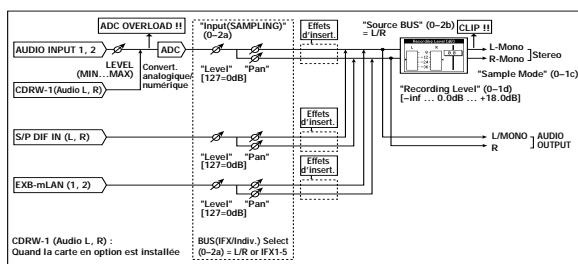 ADC OVERLOAD !!
"Input(SAMPLING)"
(0–2a)
Effets
d'insert.
"Source BUS" (0–2b)
= L/R
CLIP !!
AUDIO INPUT 1, 2
ADC
LEVEL
(MIN...MAX)
Convert.
analogique/
numérique
"Level"
[127=0dB]
"Pan"
L-Mono
R-Mono
Stereo
"Sample Mode" (0–1c)
"Recording Level" (0–1d)
[–inf ... 0.0dB ... +18.0dB]
CDRW-1(Audio L, R)
Effets
d'insert.
S/P DIF IN (L, R)
"Level"
[127=0dB]
"Pan"
L/MONO
R
AUDIO
OUTPUT
Effets
d'insert.
EXB-mLAN (1, 2)
"Level"
[127=0dB]
"Pan"
CDRW-1 (Audio L, R) :
Quand la carte en option est installée
BUS(IFX/Indiv.) Select
(0–2a) = L/R or IFX1-5